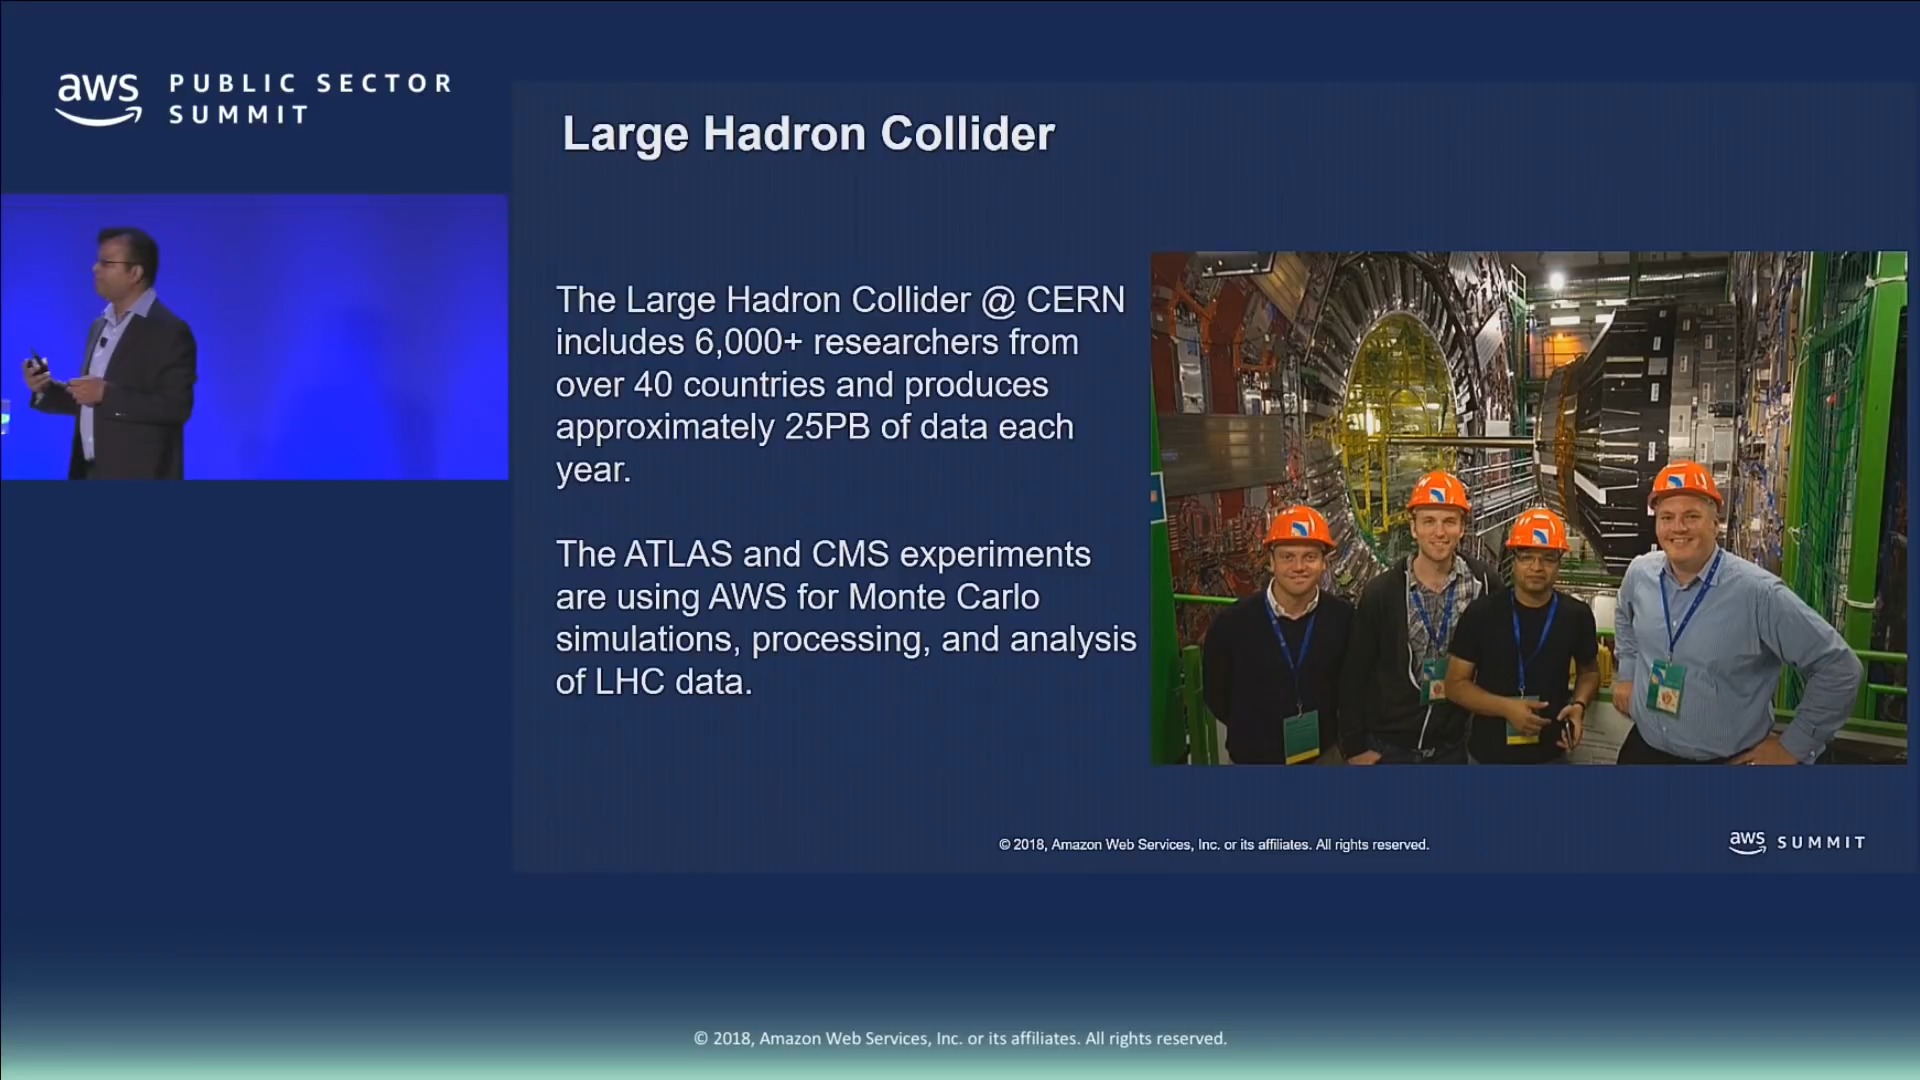 aws PUBLIC SECTOR
SUMMIT
Large Hadron Collider
The Large Hadron Collider @ CERN
includes 6,000+ researchers from
over 40 countries and produces
approximately 25PB of data each
year.
The ATLAS and CMS experiments
are using AWS for Monte Carlo
simulations, processing, and analysis
of LHC data.
© 2018, Amazon Web Services, Inc. or its affiliates. All rights reserved.
aws SUMMIT
© 2018, Amazon Web Services, Inc. or its affiliates. All rights reserved.